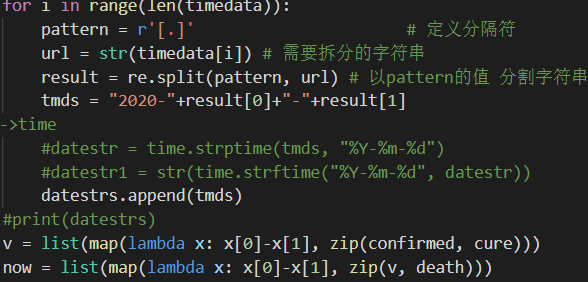 for i in range(len(timedata)):
    pattern = r'[.]'                    # 定义分隔符
    url = str(timedata[i]) # 需要拆分的字符串
    result = re.split(pattern, url) # 以pattern的值 分割字符串
    tmds = "2020-"+result[0]+"-"+result[1]
->time
    #datestr = time.strptime(tmds, "%Y-%m-%d")
    #datestr1 = str(time.strftime("%Y-%m-%d", datestr))
    datestrs.append(tmds)
#print(datestrs)
v = list(map(lambda x: x[0]-x[1], zip(confirmed, cure)))
now = list(map(lambda x: x[0]-x[1], zip(v, death)))